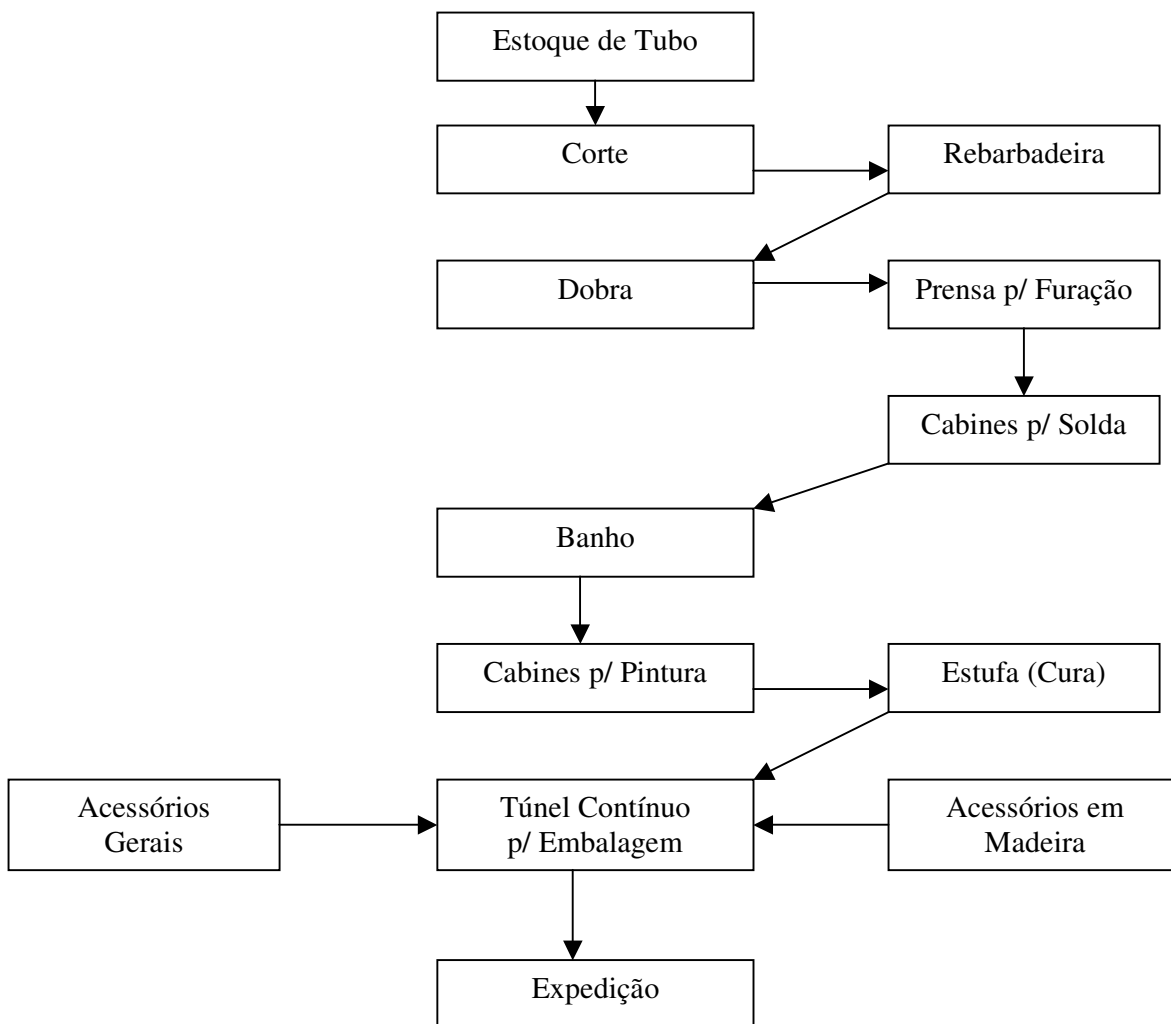 Estoque de Tubo
Corte
Rebarbadeira
Dobra
Prensa p/ Furação
Cabines p/ Solda
Banho
Cabines p/ Pintura
Estufa (Cura)
Acessórios
Gerais
Túnel Contínuo
p/ Embalagem
Acessórios em
Madeira
Expedição